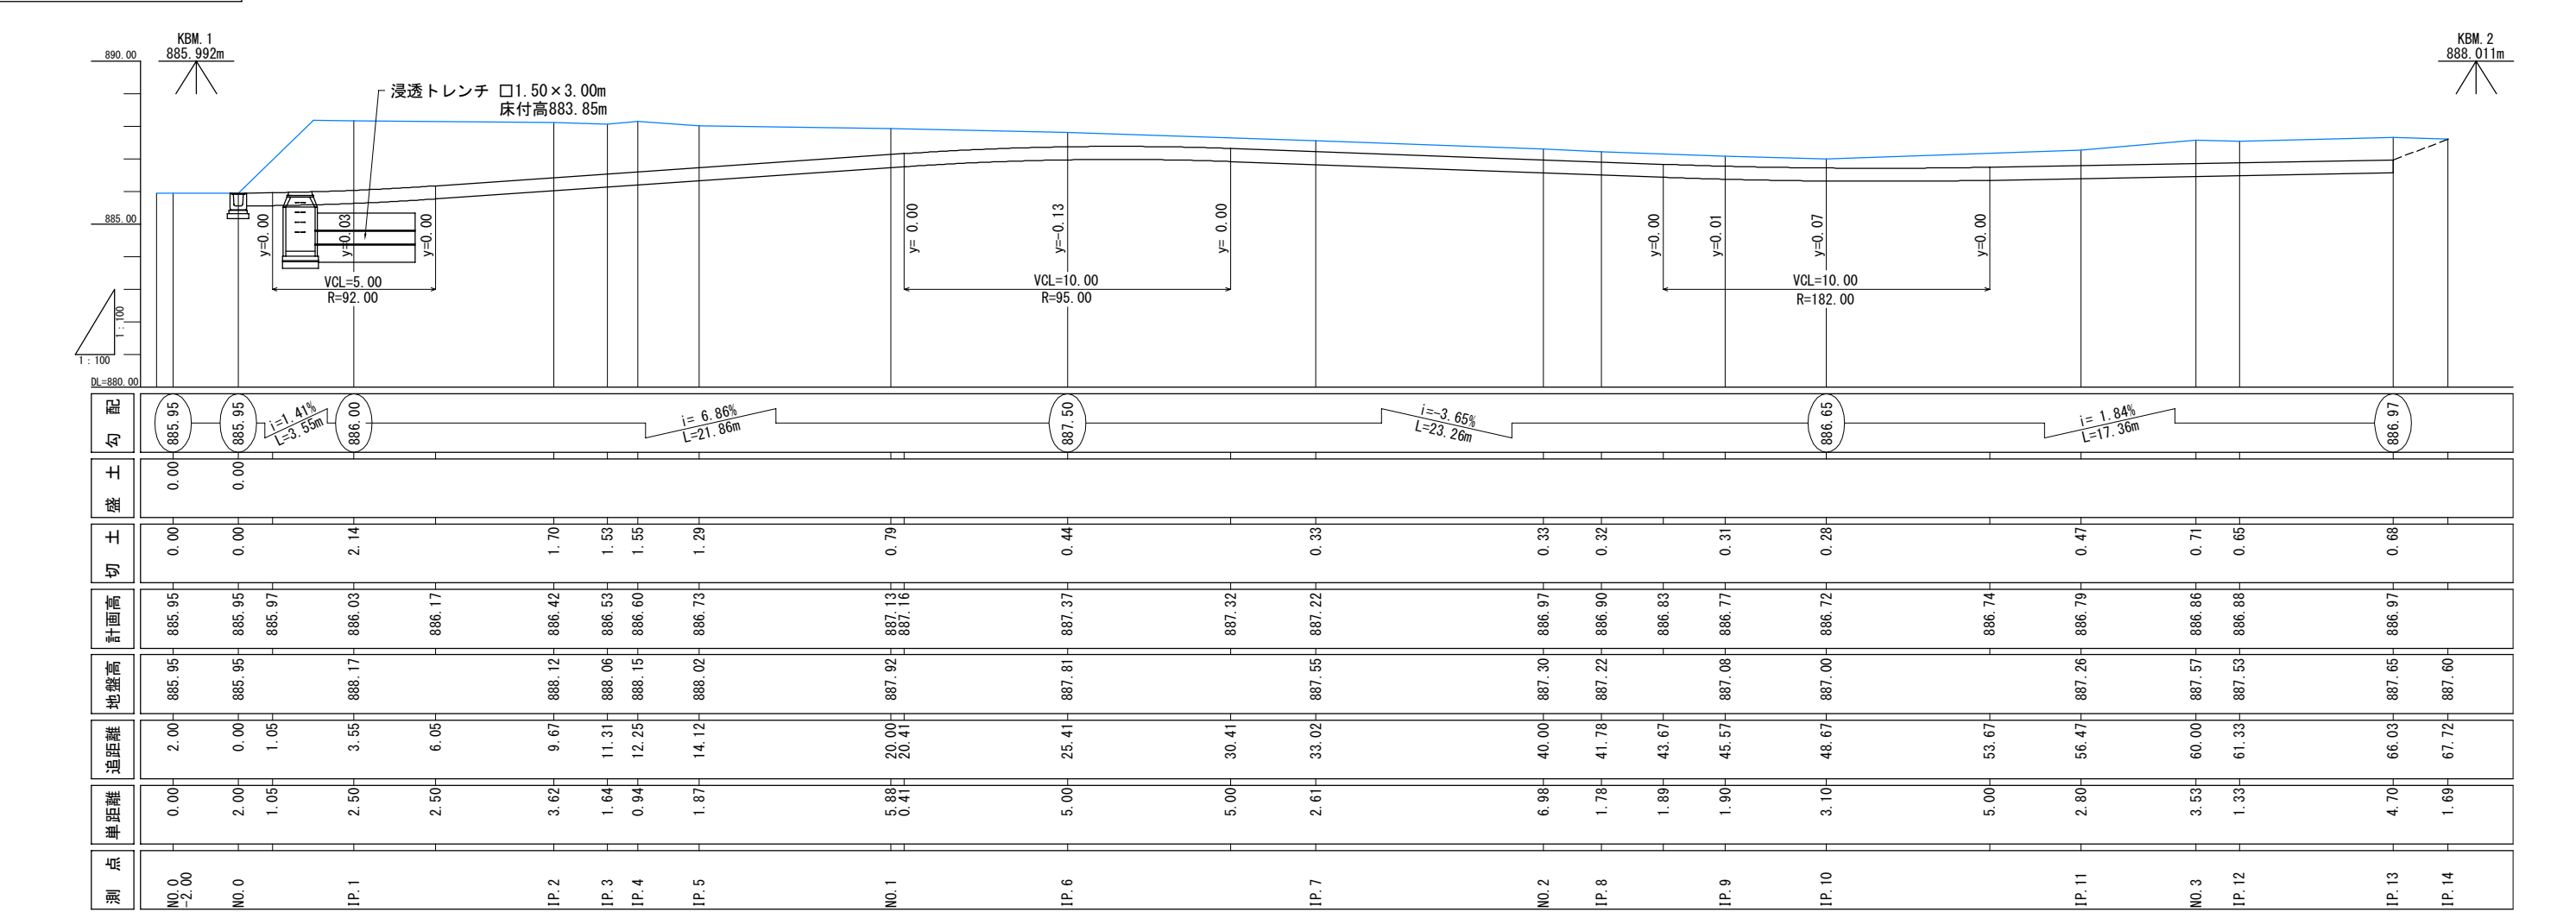 KBM.1
885.992m
KBM.2
888.011m
890.00
浸透トレンチ 口1.50×3.00m
床付高883.85m
885.00
y=0.00
y=0.03
y=0.00
y= 0.00
y=-0.13
y= 0.00
y=0.00
y=0.01
y=0.07
y=0.00
VCL=5.00
R=92.00
VCL=10.00
R=95.00
VCL=10.00
R=182.00
1:100
1:100
DL=880.00
勾配
885.95
885.95
i=1.41%
L=3.55m
886.00
i= 6.86%
L=21.86m
887.50
i=-3.65%
L=23.26m
886.65
i= 1.84%
L=17.36m
886.97
盛土 0.00 0.00
切土 0.00 0.00 2.14 1.70 1.53 1.55 1.29 0.79 0.44 0.33 0.33 0.32 0.31 0.28 0.47 0.71 0.65 0.68
計画高 885.95 885.95 885.97 886.03 886.17 886.42 886.53 886.60 886.73 887.13 887.16 887.37 887.32 887.22 886.97 886.90 886.83 886.77 886.72 886.74 886.79 886.86 886.88 886.97
地盤高 885.95 885.95 888.17 888.12 888.06 888.15 888.02 887.92 887.81 887.55 887.30 887.22 887.08 887.00 887.26 887.57 887.53 887.65 887.60
追距離 2.00 0.00 1.05 3.55 6.05 9.67 11.31 12.25 14.12 20.00 20.41 25.41 30.41 33.02 40.00 41.78 43.67 45.57 48.67 53.67 56.47 60.00 61.33 66.03 67.72
単距離 0.00 2.00 1.05 2.50 2.50 3.62 1.64 0.94 1.87 5.88 0.41 5.00 5.00 2.61 6.98 1.78 1.89 1.90 3.10 5.00 2.80 3.53 1.33 4.70 1.69
測点 NO.0 -2.00 NO.0 IP.1 IP.2 IP.3 IP.4 IP.5 NO.1 IP.6 IP.7 NO.2 IP.8 IP.9 IP.10 IP.11 NO.3 IP.12 IP.13 IP.14